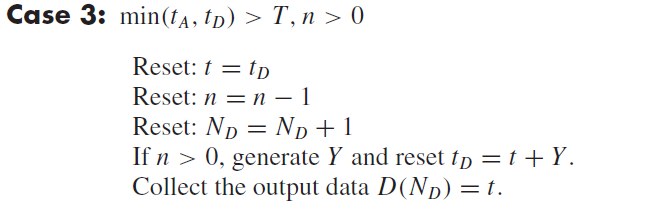 Case 3: min(t_A, t_D) > T, n > 0
Reset: t = t_D
Reset: n = n − 1
Reset: N_D = N_D + 1
If n > 0, generate Y and reset t_D = t + Y.
Collect the output data D(N_D) = t.